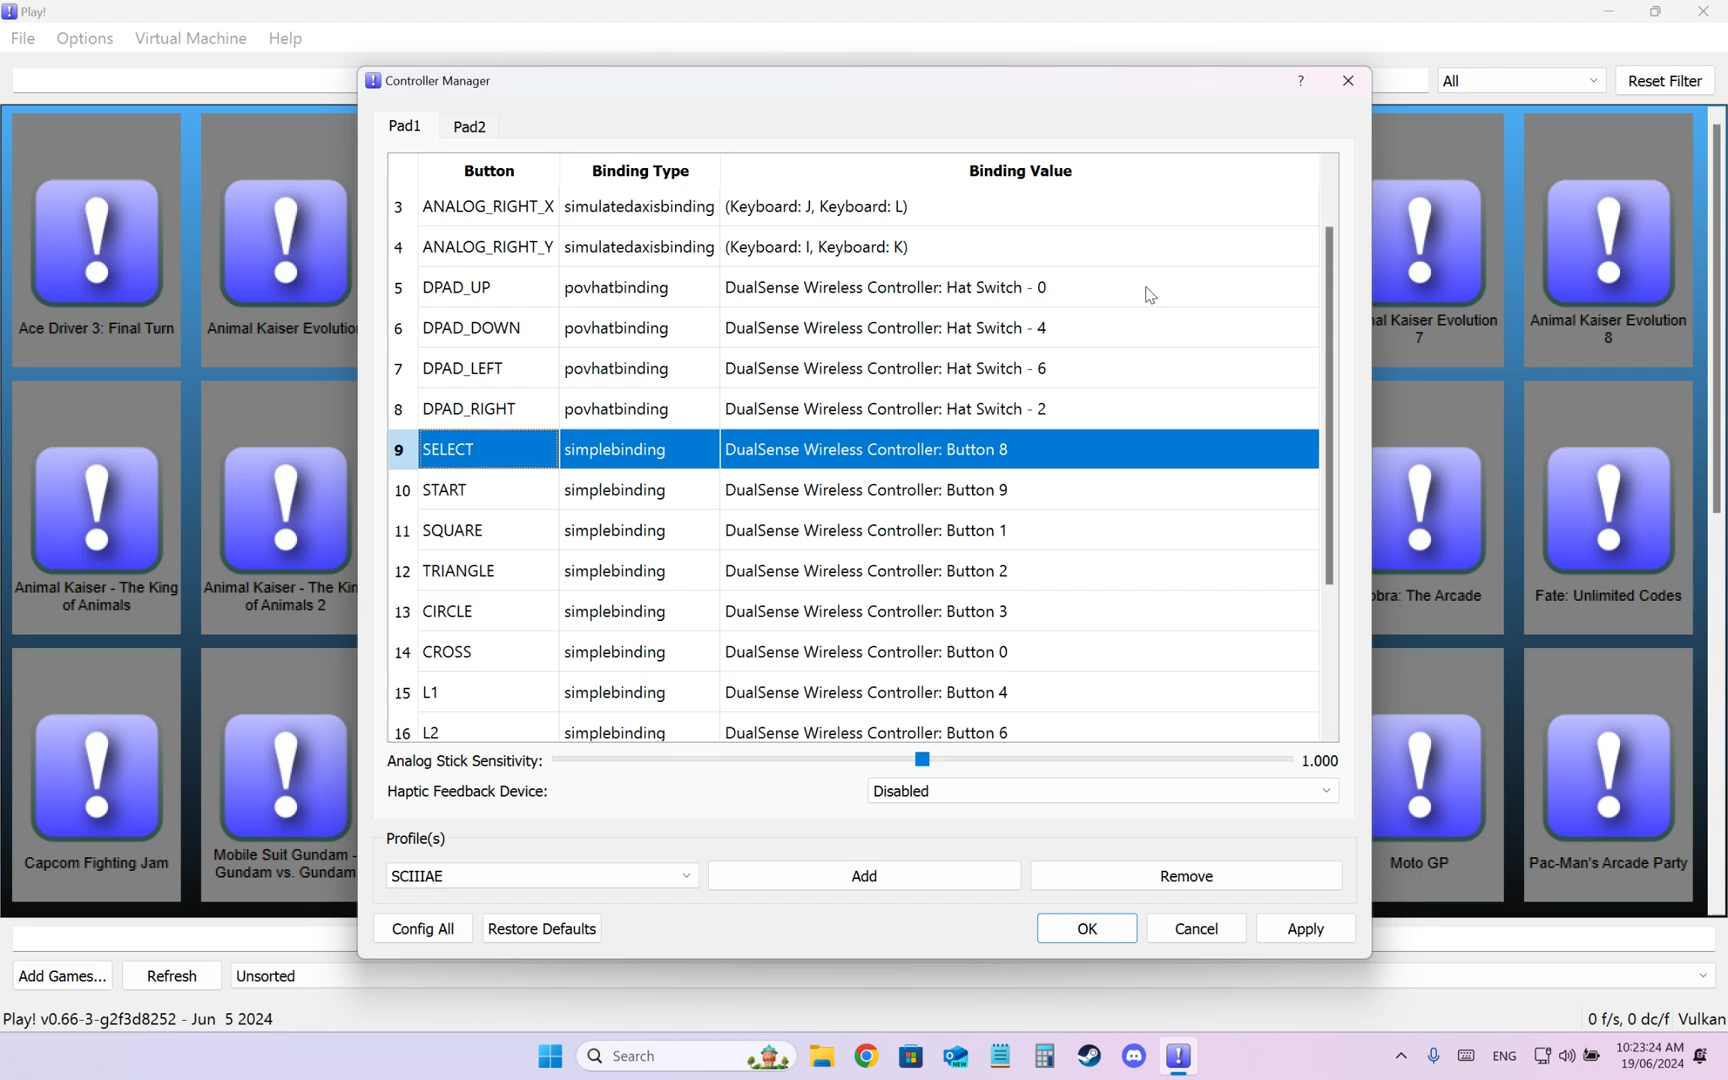 Play!
File Options Virtual Machine Help
All Reset Filter
Controller Manager ?
Pad1 Pad2
Button Binding Type Binding Value
3 ANALOG_RIGHT_X simulatedaxisbinding (Keyboard: J, Keyboard: L)
4 ANALOG_RIGHT_Y simulatedaxisbinding (Keyboard: I, Keyboard: K)
5 DPAD_UP povhatbinding DualSense Wireless Controller: Hat Switch - 0
6 DPAD_DOWN povhatbinding DualSense Wireless Controller: Hat Switch - 4
7 DPAD_LEFT povhatbinding DualSense Wireless Controller: Hat Switch - 6
8 DPAD_RIGHT povhatbinding DualSense Wireless Controller: Hat Switch - 2
9 SELECT simplebinding DualSense Wireless Controller: Button 8
10 START simplebinding DualSense Wireless Controller: Button 9
11 SQUARE simplebinding DualSense Wireless Controller: Button 1
12 TRIANGLE simplebinding DualSense Wireless Controller: Button 2
13 CIRCLE simplebinding DualSense Wireless Controller: Button 3
14 CROSS simplebinding DualSense Wireless Controller: Button 0
15 L1 simplebinding DualSense Wireless Controller: Button 4
16 L2 simplebinding DualSense Wireless Controller: Button 6
Analog Stick Sensitivity: 1.000
Haptic Feedback Device: Disabled
Profile(s)
SCIIIAE Add Remove
Config All Restore Defaults OK Cancel Apply
Ace Driver 3: Final Turn
Animal Kaiser Evolution
Kaiser Evolution
7
Animal Kaiser Evolution
8
Animal Kaiser - The King
of Animals
Animal Kaiser - The
of Animals 2
The Arcade
Fate: Unlimited Codes
Capcom Fighting Jam
Mobile Suit Gundam -
Gundam vs. Gundam
Moto GP
Pac-Man's Arcade Party
Add Games... Refresh Unsorted
Play! v0.66-3-g2f3d8252 - Jun 5 2024
0 f/s, 0 dc/f Vulkan
Search
NEW
ENG
10:23:24 AM
19/06/2024